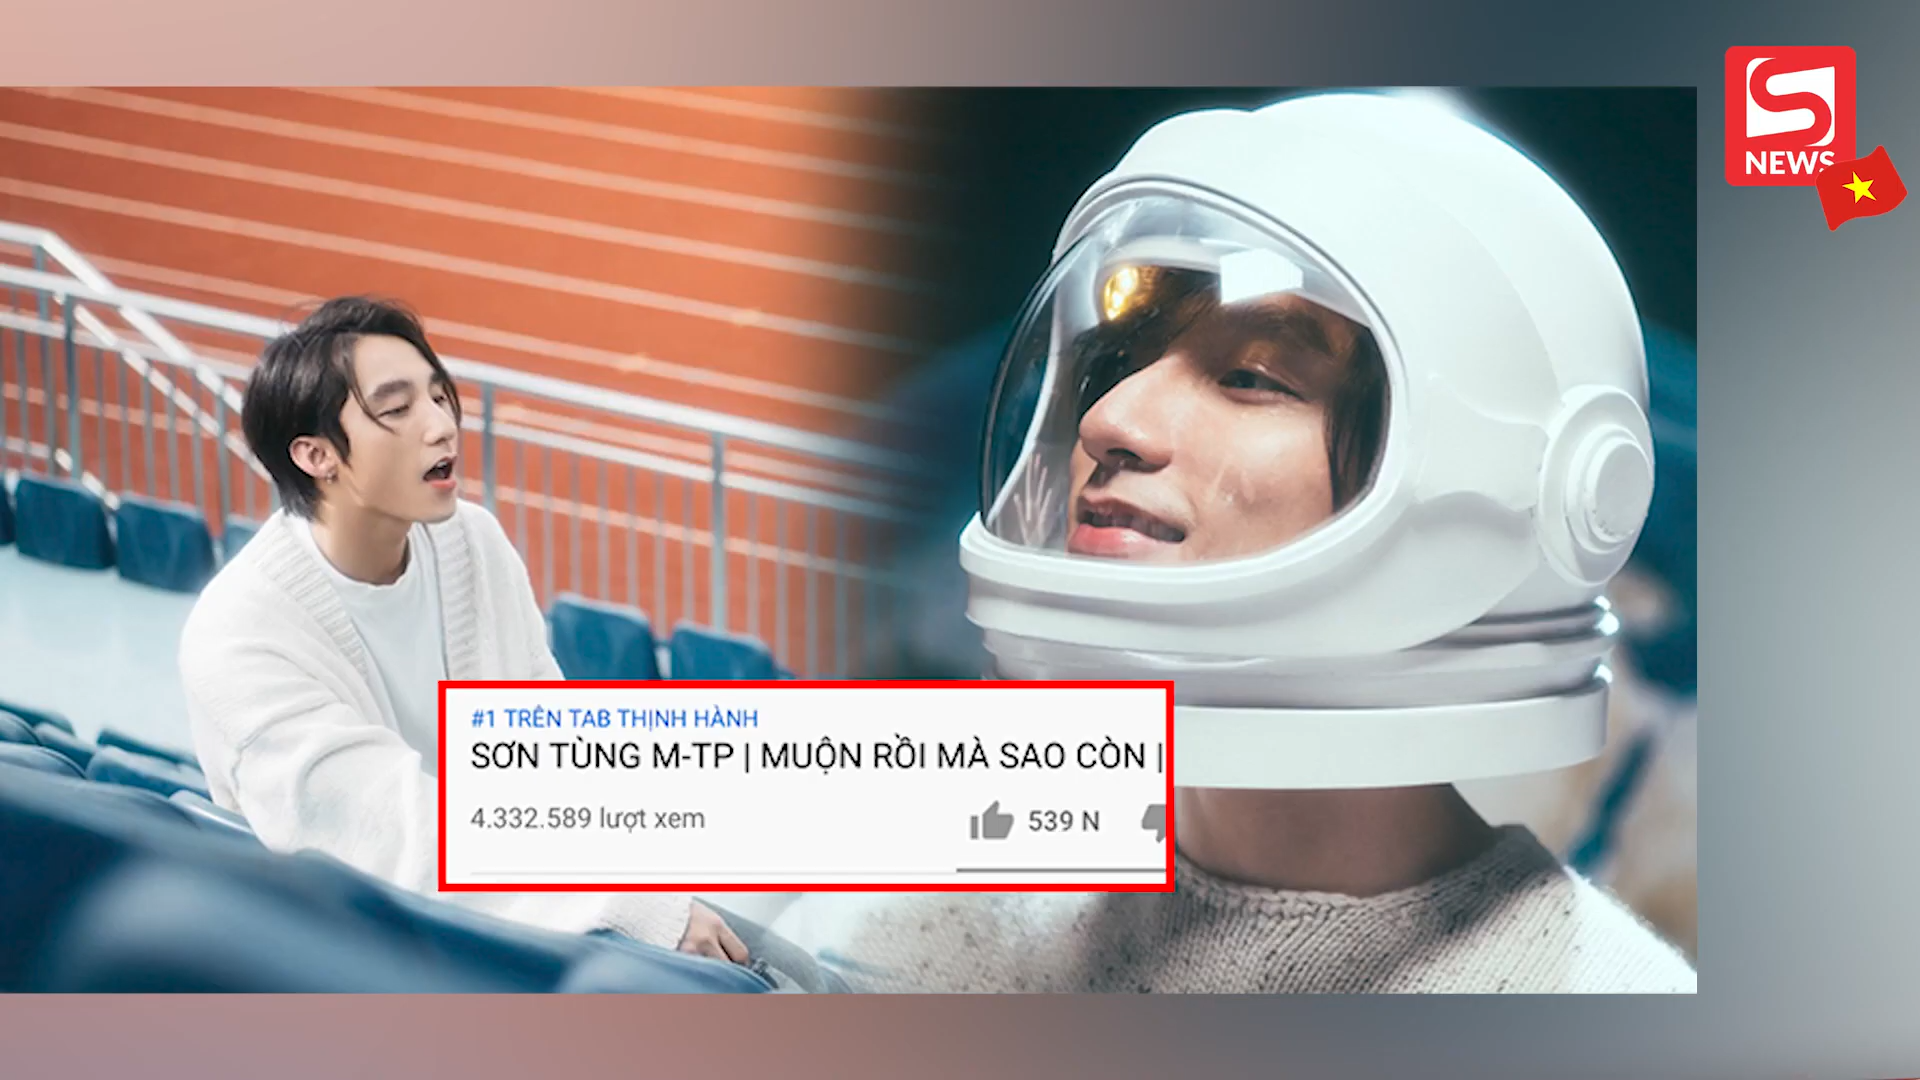 S
NEWS
#1 TRÊN TAB THỊNH HÀNH
SƠN TÙNG M-TP | MUỘN RỒI MÀ SAO CÒN |
4.332.589 lượt xem
539 N